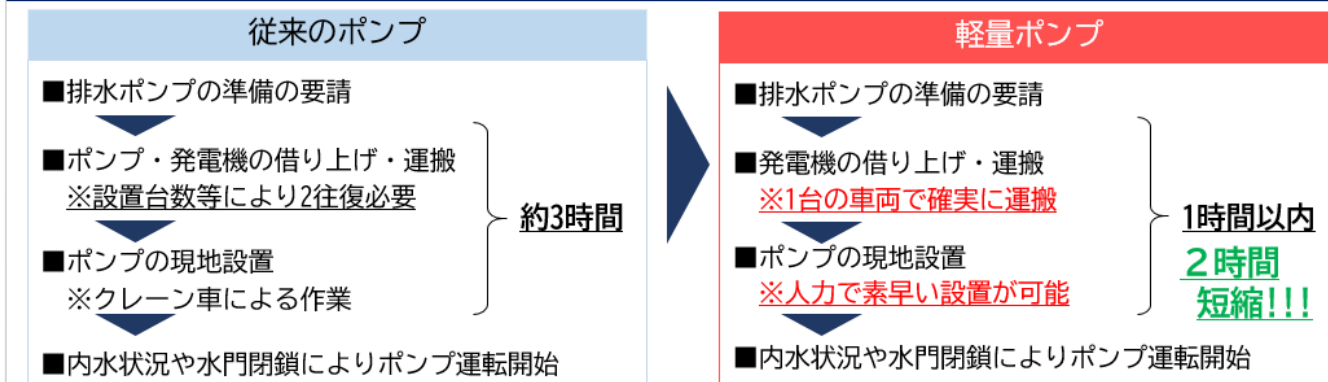 従来のポンプ
■排水ポンプの準備の要請
■ポンプ・発電機の借り上げ・運搬
※設置台数等により2往復必要
■ポンプの現地設置
※クレーン車による作業
■内水状況や水門閉鎖によりポンプ運転開始
約3時間
軽量ポンプ
■排水ポンプの準備の要請
■発電機の借り上げ・運搬
※1台の車両で確実に運搬
■ポンプの現地設置
※人力で素早い設置が可能
■内水状況や水門閉鎖によりポンプ運転開始
1時間以内
２時間
短縮!!!